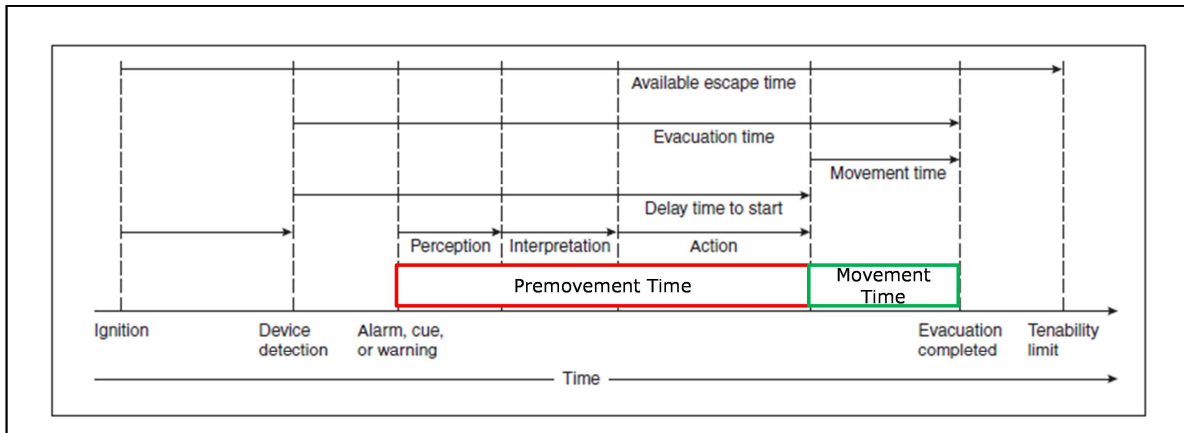 Available escape time
Evacuation time
Movement time
Delay time to start
Perception
Interpretation
Action
Premovement Time
Movement
Time
Ignition
Device
detection
Alarm, cue,
or warning
Evacuation
completed
Tenability
limit
Time